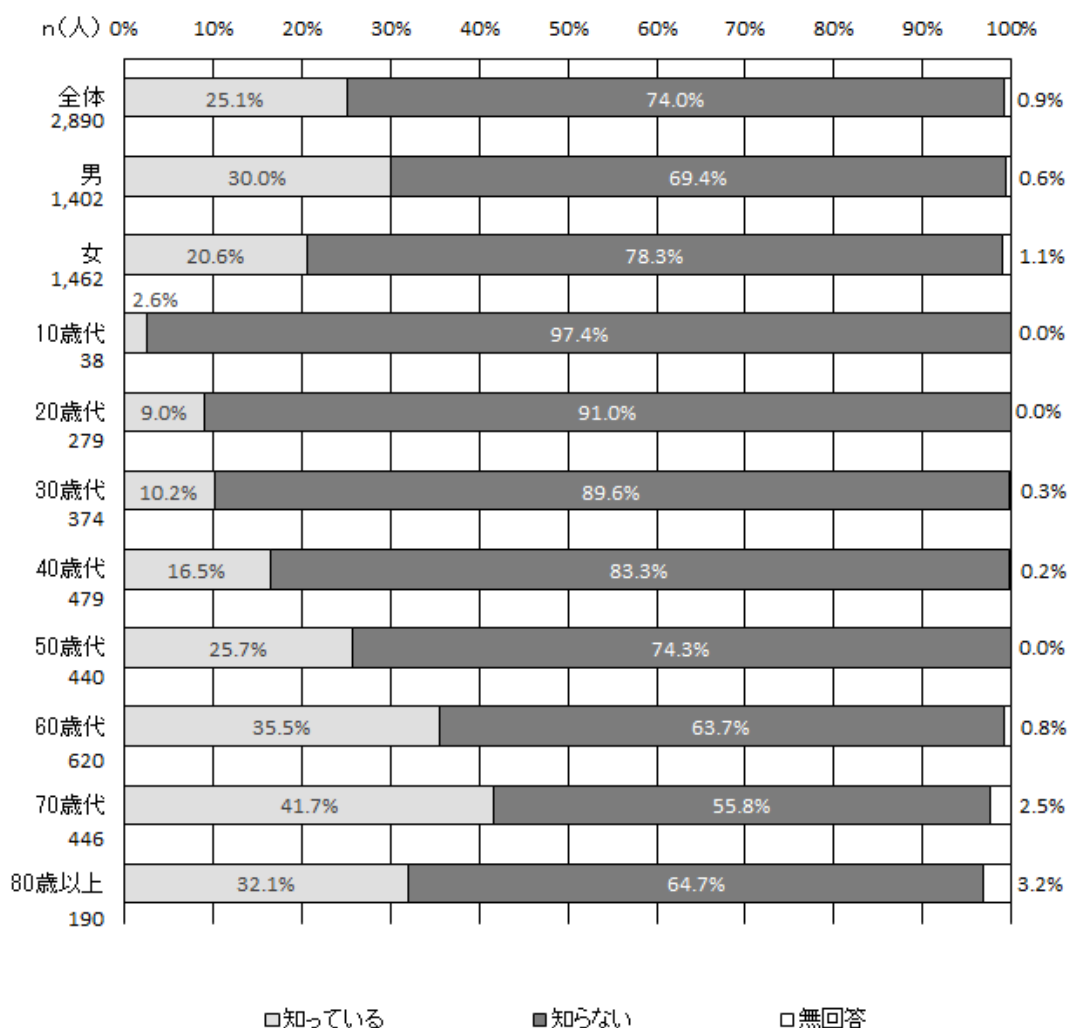 n(人) 0% 10% 20% 30% 40% 50% 60% 70% 80% 90% 100%
全体 25.1% 74.0% 0.9%
2,890
男 30.0% 69.4% 0.6%
1,402
女 20.6% 78.3% 1.1%
1,462
2.6%
10歳代 97.4% 0.0%
38
20歳代 9.0% 91.0% 0.0%
279
30歳代 10.2% 89.6% 0.3%
374
40歳代 16.5% 83.3% 0.2%
479
50歳代 25.7% 74.3% 0.0%
440
60歳代 35.5% 63.7% 0.8%
620
70歳代 41.7% 55.8% 2.5%
446
80歳以上 32.1% 64.7% 3.2%
190
知っている 知らない 無回答